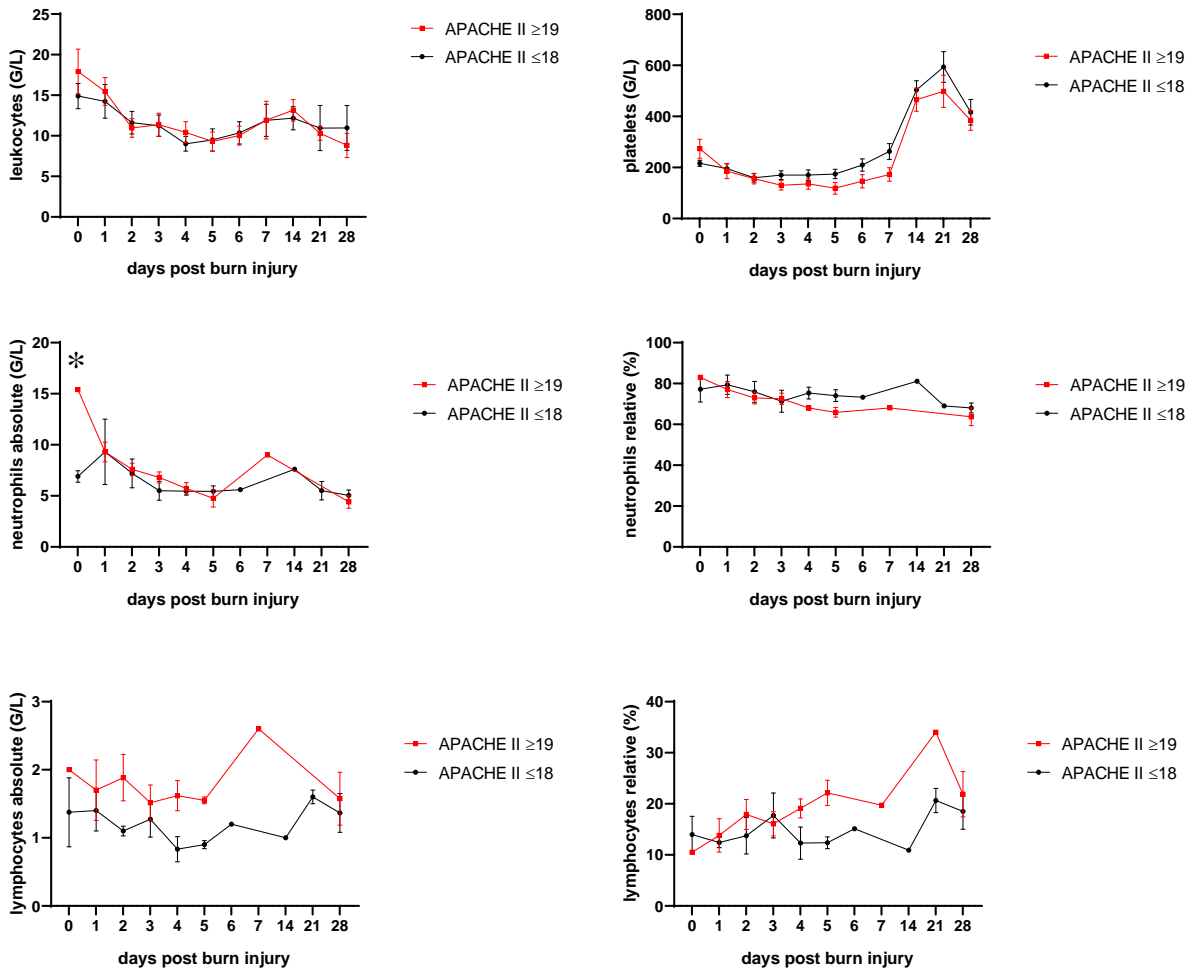 leukocytes (G/L)
25
20
15
10
5
0
0 1 2 3 4 5 6 7 14 21 28
days post burn injury
APACHE II ≥19
APACHE II ≤18
platelets (G/L)
800
600
400
200
0
0 1 2 3 4 5 6 7 14 21 28
days post burn injury
APACHE II ≥19
APACHE II ≤18
neutrophils absolute (G/L)
20
15
10
5
0
*
0 1 2 3 4 5 6 7 14 21 28
days post burn injury
APACHE II ≥19
APACHE II ≤18
neutrophils relative (%)
100
80
60
40
20
0
0 1 2 3 4 5 6 7 14 21 28
days post burn injury
APACHE II ≥19
APACHE II ≤18
lymphocytes absolute (G/L)
3
2
1
0
0 1 2 3 4 5 6 7 14 21 28
days post burn injury
APACHE II ≥19
APACHE II ≤18
lymphocytes relative (%)
40
30
20
10
0
0 1 2 3 4 5 6 7 14 21 28
days post burn injury
APACHE II ≥19
APACHE II ≤18